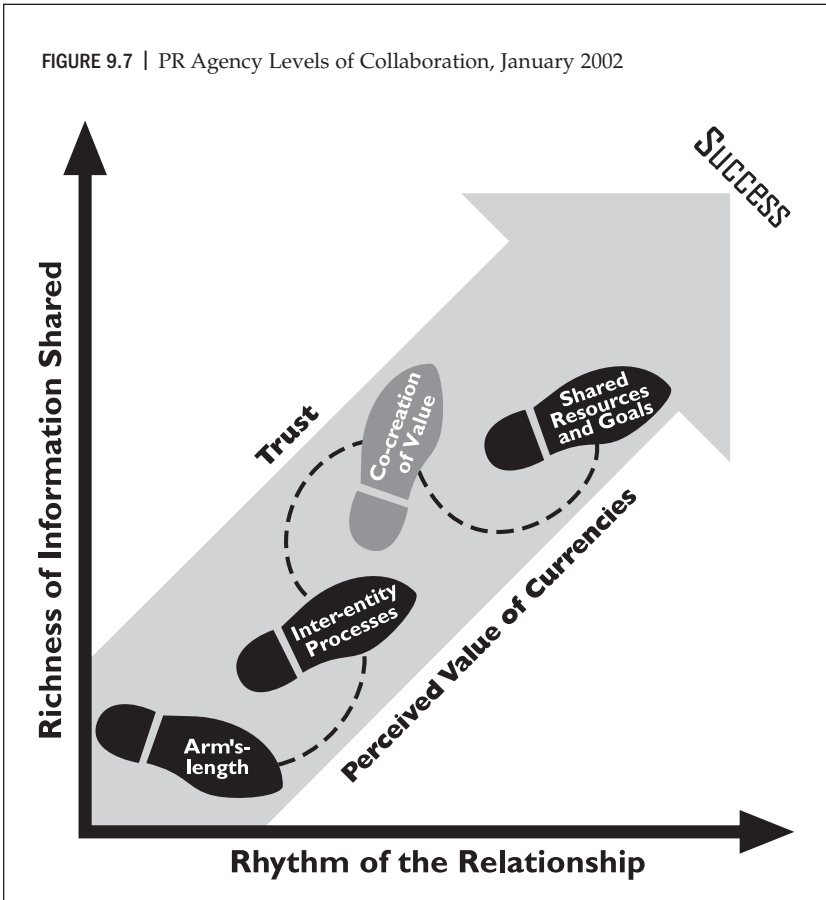 FIGURE 9.7 | PR Agency Levels of Collaboration, January 2002
Success
Richness of Information Shared
Trust
Co-creation
of Value
Shared
Resources
and Goals
Inter-entity
Processes
Perceived Value of Currencies
Arm's-
length
Rhythm of the Relationship